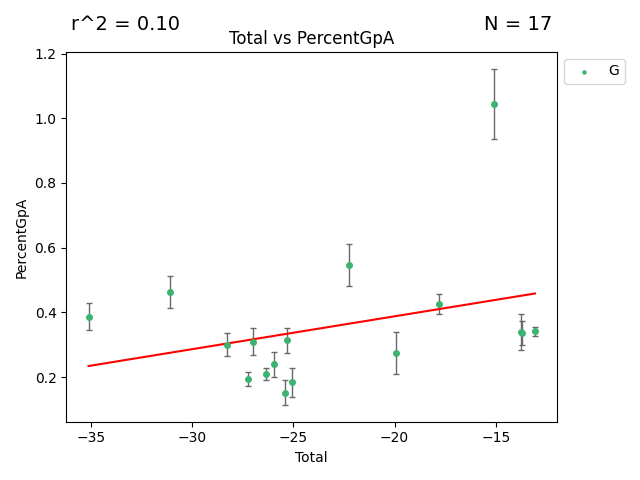 r^2 = 0.10
N = 17
Total vs PercentGpA
G
PercentGpA
1.2
1.0
0.8
0.6
0.4
0.2
−35
−30
−25
−20
−15
Total